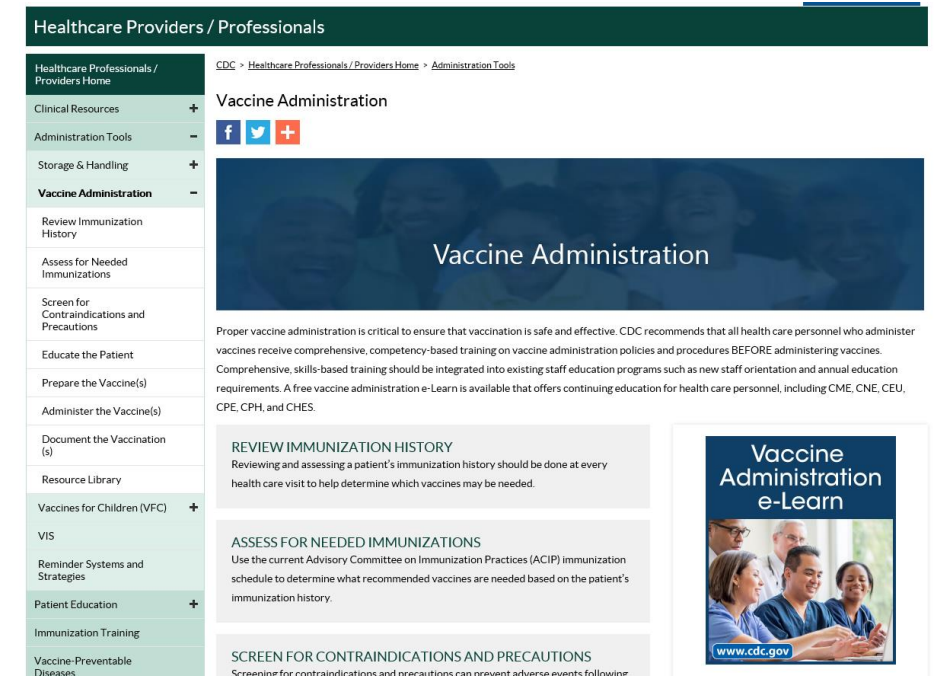 Healthcare Providers / Professionals
Healthcare Professionals /
Providers Home
Clinical Resources +
Administration Tools -
Storage & Handling +
Vaccine Administration -
Review Immunization
History
Assess for Needed
Immunizations
Screen for
Contraindications and
Precautions
Educate the Patient
Prepare the Vaccine(s)
Administer the Vaccine(s)
Document the Vaccination
(s)
Resource Library
Vaccines for Children (VFC) +
VIS
Reminder Systems and
Strategies
Patient Education +
Immunization Training
Vaccine-Preventable
Diseases
CDC > Healthcare Professionals / Providers Home > Administration Tools
Vaccine Administration
Vaccine Administration
Proper vaccine administration is critical to ensure that vaccination is safe and effective. CDC recommends that all health care personnel who administer
vaccines receive comprehensive, competency-based training on vaccine administration policies and procedures BEFORE administering vaccines.
Comprehensive, skills-based training should be integrated into existing staff education programs such as new staff orientation and annual education
requirements. A free vaccine administration e-Learn is available that offers continuing education for health care personnel, including CME, CNE, CEU,
CPE, CPH, and CHES.
REVIEW IMMUNIZATION HISTORY
Reviewing and assessing a patient's immunization history should be done at every
health care visit to help determine which vaccines may be needed.
ASSESS FOR NEEDED IMMUNIZATIONS
Use the current Advisory Committee on Immunization Practices (ACIP) immunization
schedule to determine what recommended vaccines are needed based on the patient's
immunization history.
SCREEN FOR CONTRAINDICATIONS AND PRECAUTIONS
Screening for contraindications and precautions can prevent adverse events following
Vaccine
Administration
e-Learn
www.cdc.gov